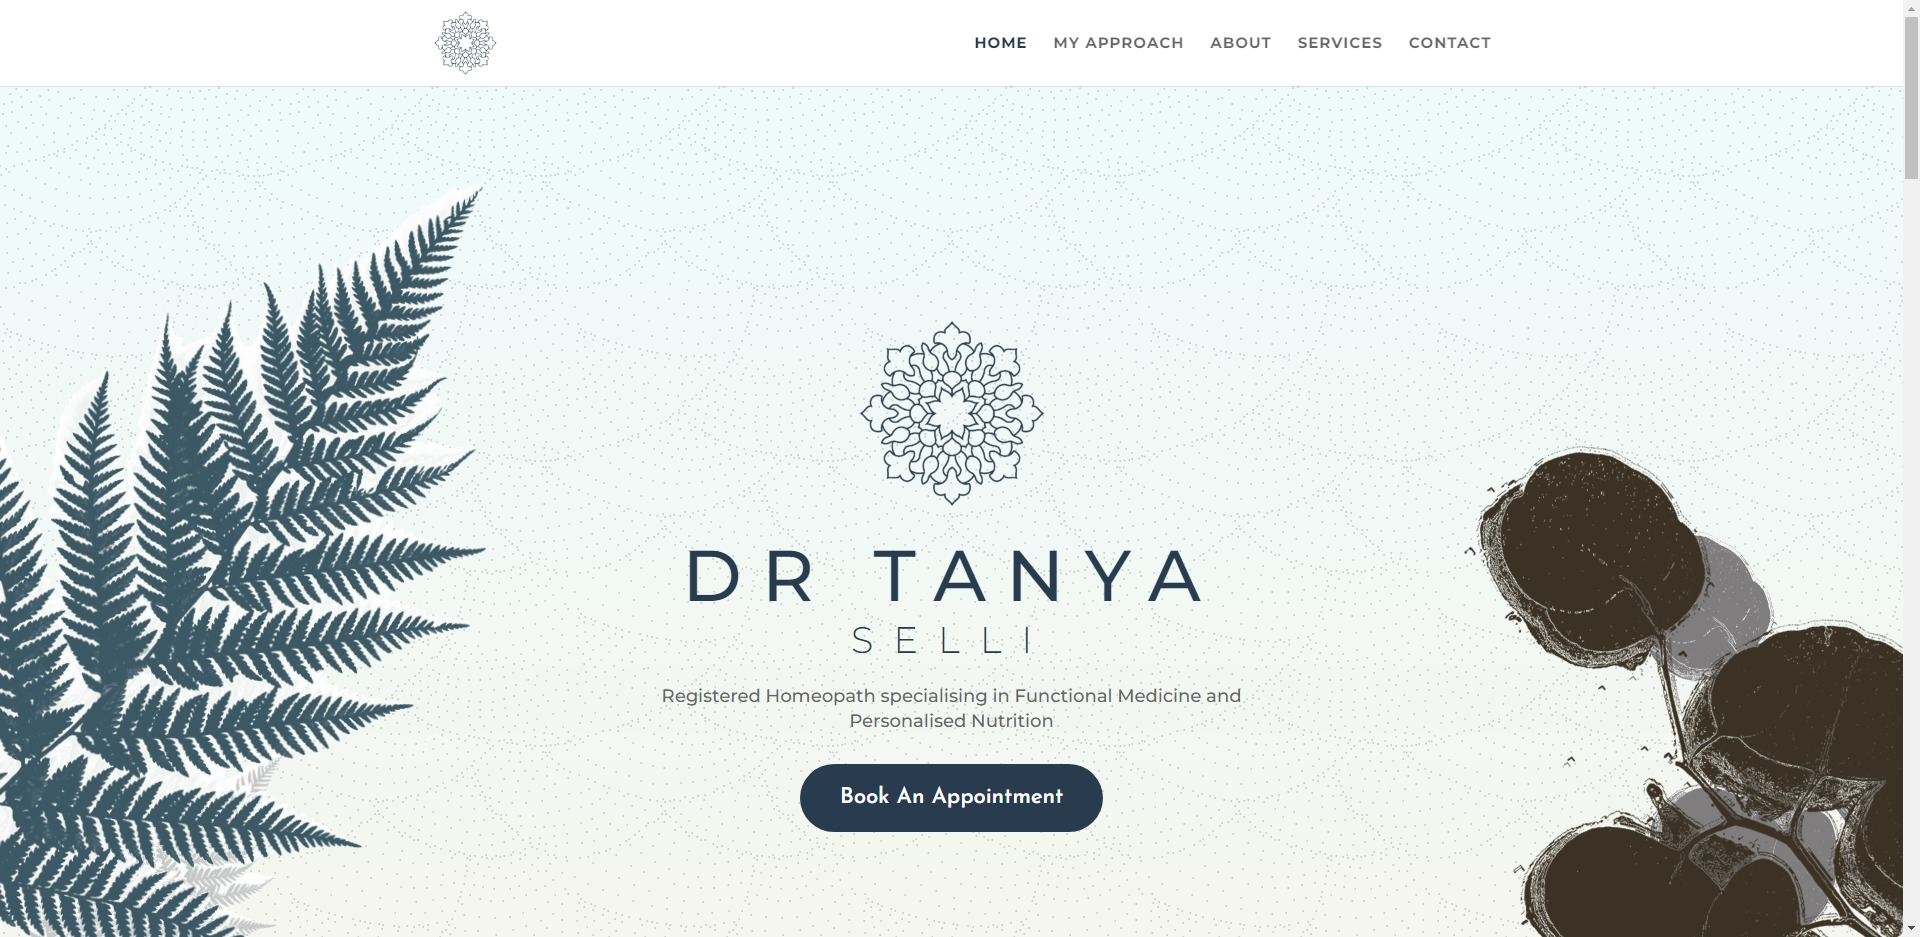 HOME MY APPROACH ABOUT SERVICES CONTACT
DR TANYA
SELLI
Registered Homeopath specialising in Functional Medicine and
Personalised Nutrition
Book An Appointment